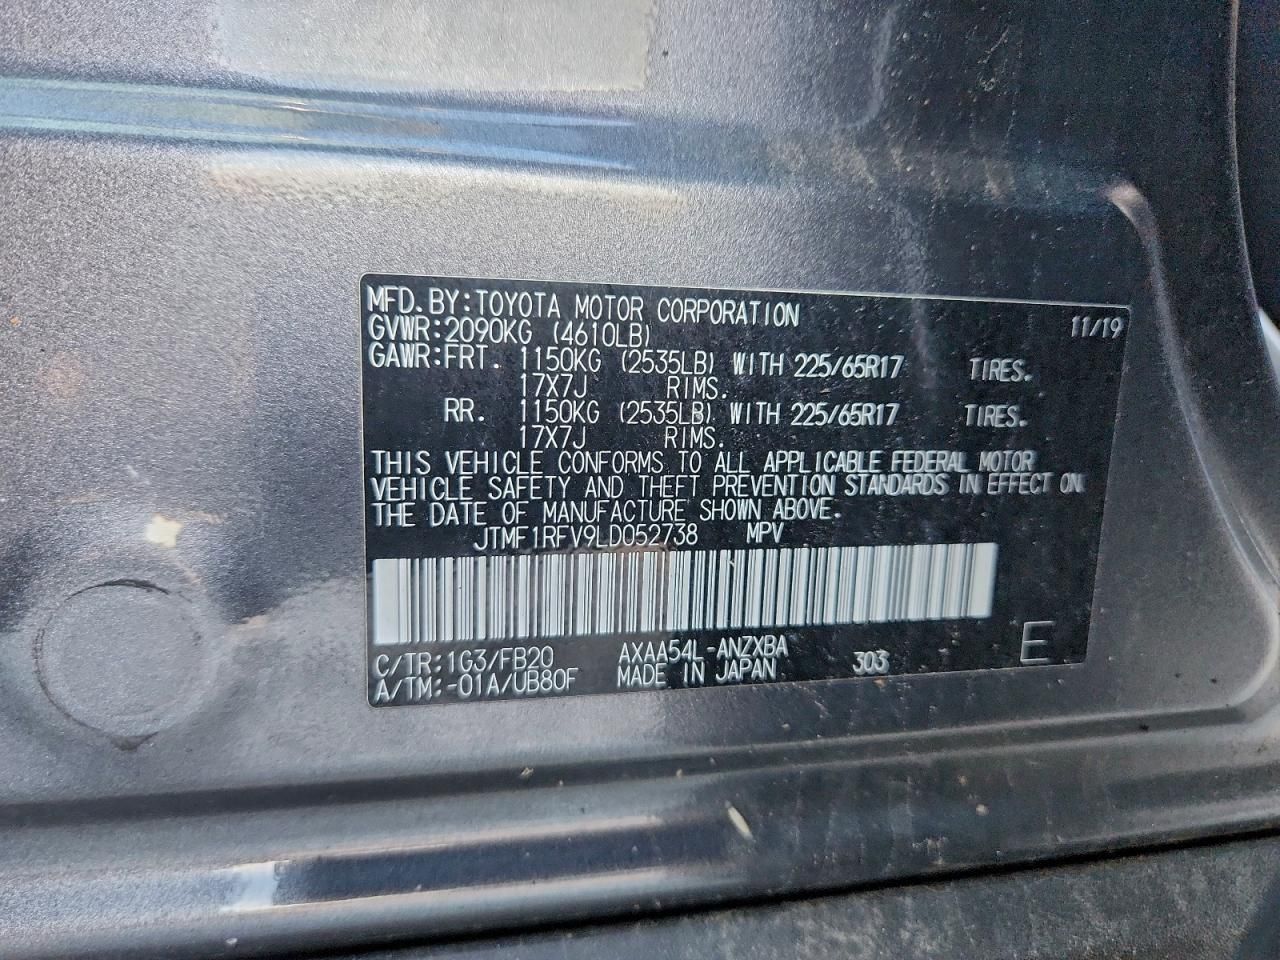 MFD.BY:TOYOTA MOTOR CORPORATION 11/19
GVWR:2090KG (4610LB)
GAWR:FRT. 1150KG (2535LB) WITH 225/65R17 TIRES.
17X7J RIMS.
RR. 1150KG (2535LB) WITH 225/65R17 TIRES.
17X7J RIMS.
THIS VEHICLE CONFORMS TO ALL APPLICABLE FEDERAL MOTOR
VEHICLE SAFETY AND THEFT PREVENTION STANDARDS IN EFFECT ON
THE DATE OF MANUFACTURE SHOWN ABOVE.
JTMF1RFV9LD052738 MPV
C/TR:1G3/FB20 AXAA54L-ANZXBA 303 E
A/TM:-01A/UB80F MADE IN JAPAN